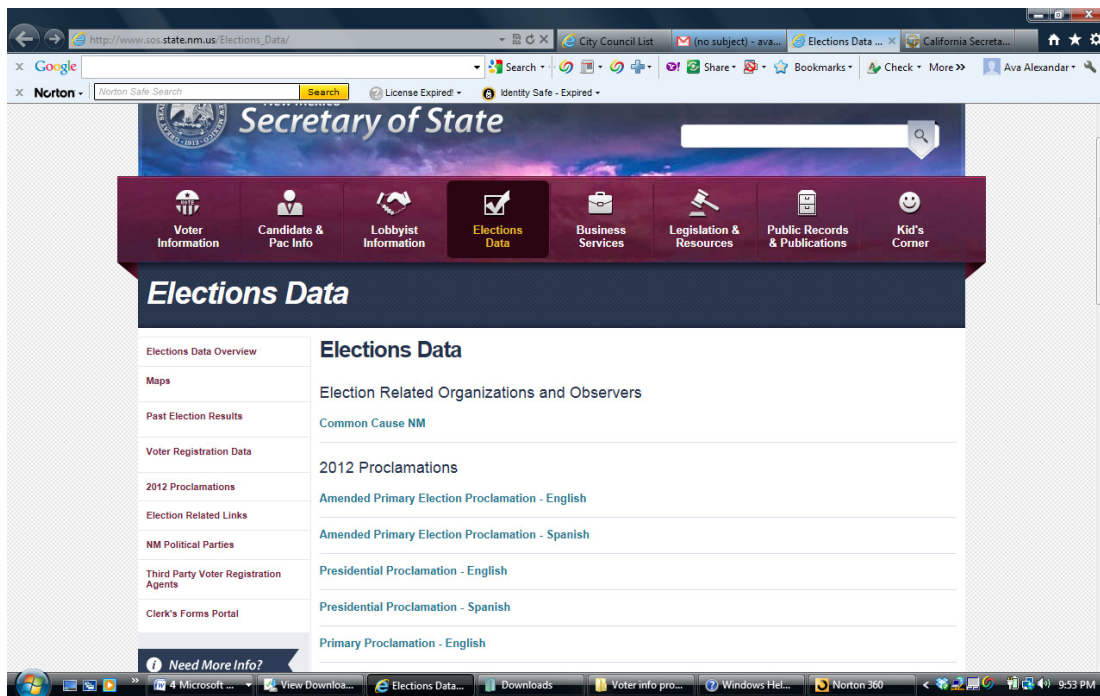 http://www.sos.state.nm.us/Elections_Data/
City Council List
(no subject) - ava...
Elections Data ...
California Secreta...
Google
Search
Share
Bookmarks
Check
More
Ava Alexandar
Norton
Norton Safe Search
Search
License Expired!
Identity Safe - Expired
New Mexico
Secretary of State
Voter Information
Candidate & Pac Info
Lobbyist Information
Elections Data
Business Services
Legislation & Resources
Public Records & Publications
Kid's Corner
Elections Data
Elections Data Overview
Maps
Past Election Results
Voter Registration Data
2012 Proclamations
Election Related Links
NM Political Parties
Third Party Voter Registration
Agents
Clerk's Forms Portal
Need More Info?
Elections Data
Election Related Organizations and Observers
Common Cause NM
2012 Proclamations
Amended Primary Election Proclamation - English
Amended Primary Election Proclamation - Spanish
Presidential Proclamation - English
Presidential Proclamation - Spanish
Primary Proclamation - English
4 Microsoft ...
View Downloa...
Elections Data...
Downloads
Voter info pro...
Windows Hel...
Norton 360
9:53 PM